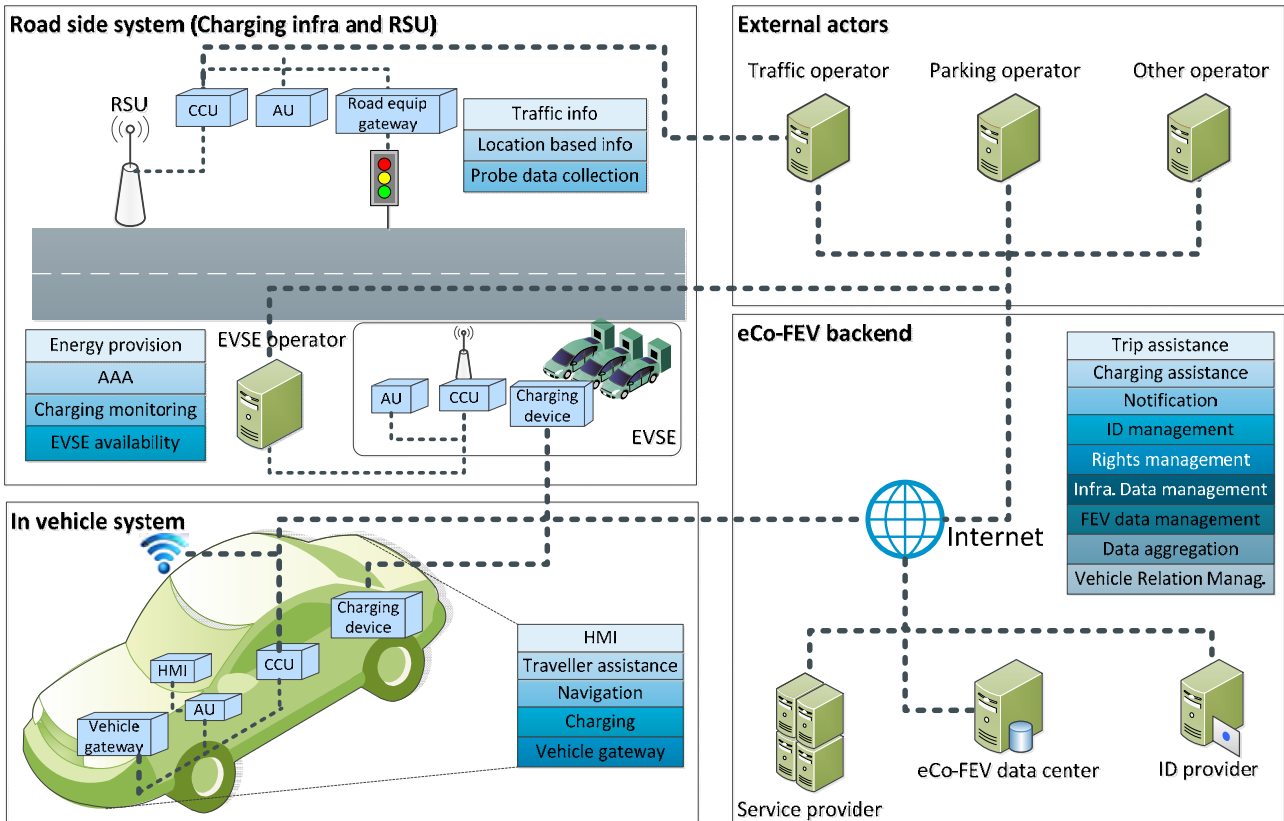 Road side system (Charging infra and RSU)
RSU
CCU
AU
Road equip
gateway
Traffic info
Location based info
Probe data collection
Energy provision
AAA
Charging monitoring
EVSE availability
EVSE operator
AU
CCU
Charging
device
EVSE
External actors
Traffic operator
Parking operator
Other operator
In vehicle system
Charging
device
HMI
CCU
AU
Vehicle
gateway
HMI
Traveller assistance
Navigation
Charging
Vehicle gateway
eCo-FEV backend
Trip assistance
Charging assistance
Notification
ID management
Rights management
Infra. Data management
FEV data management
Data aggregation
Vehicle Relation Manag.
Internet
Service provider
eCo-FEV data center
ID provider